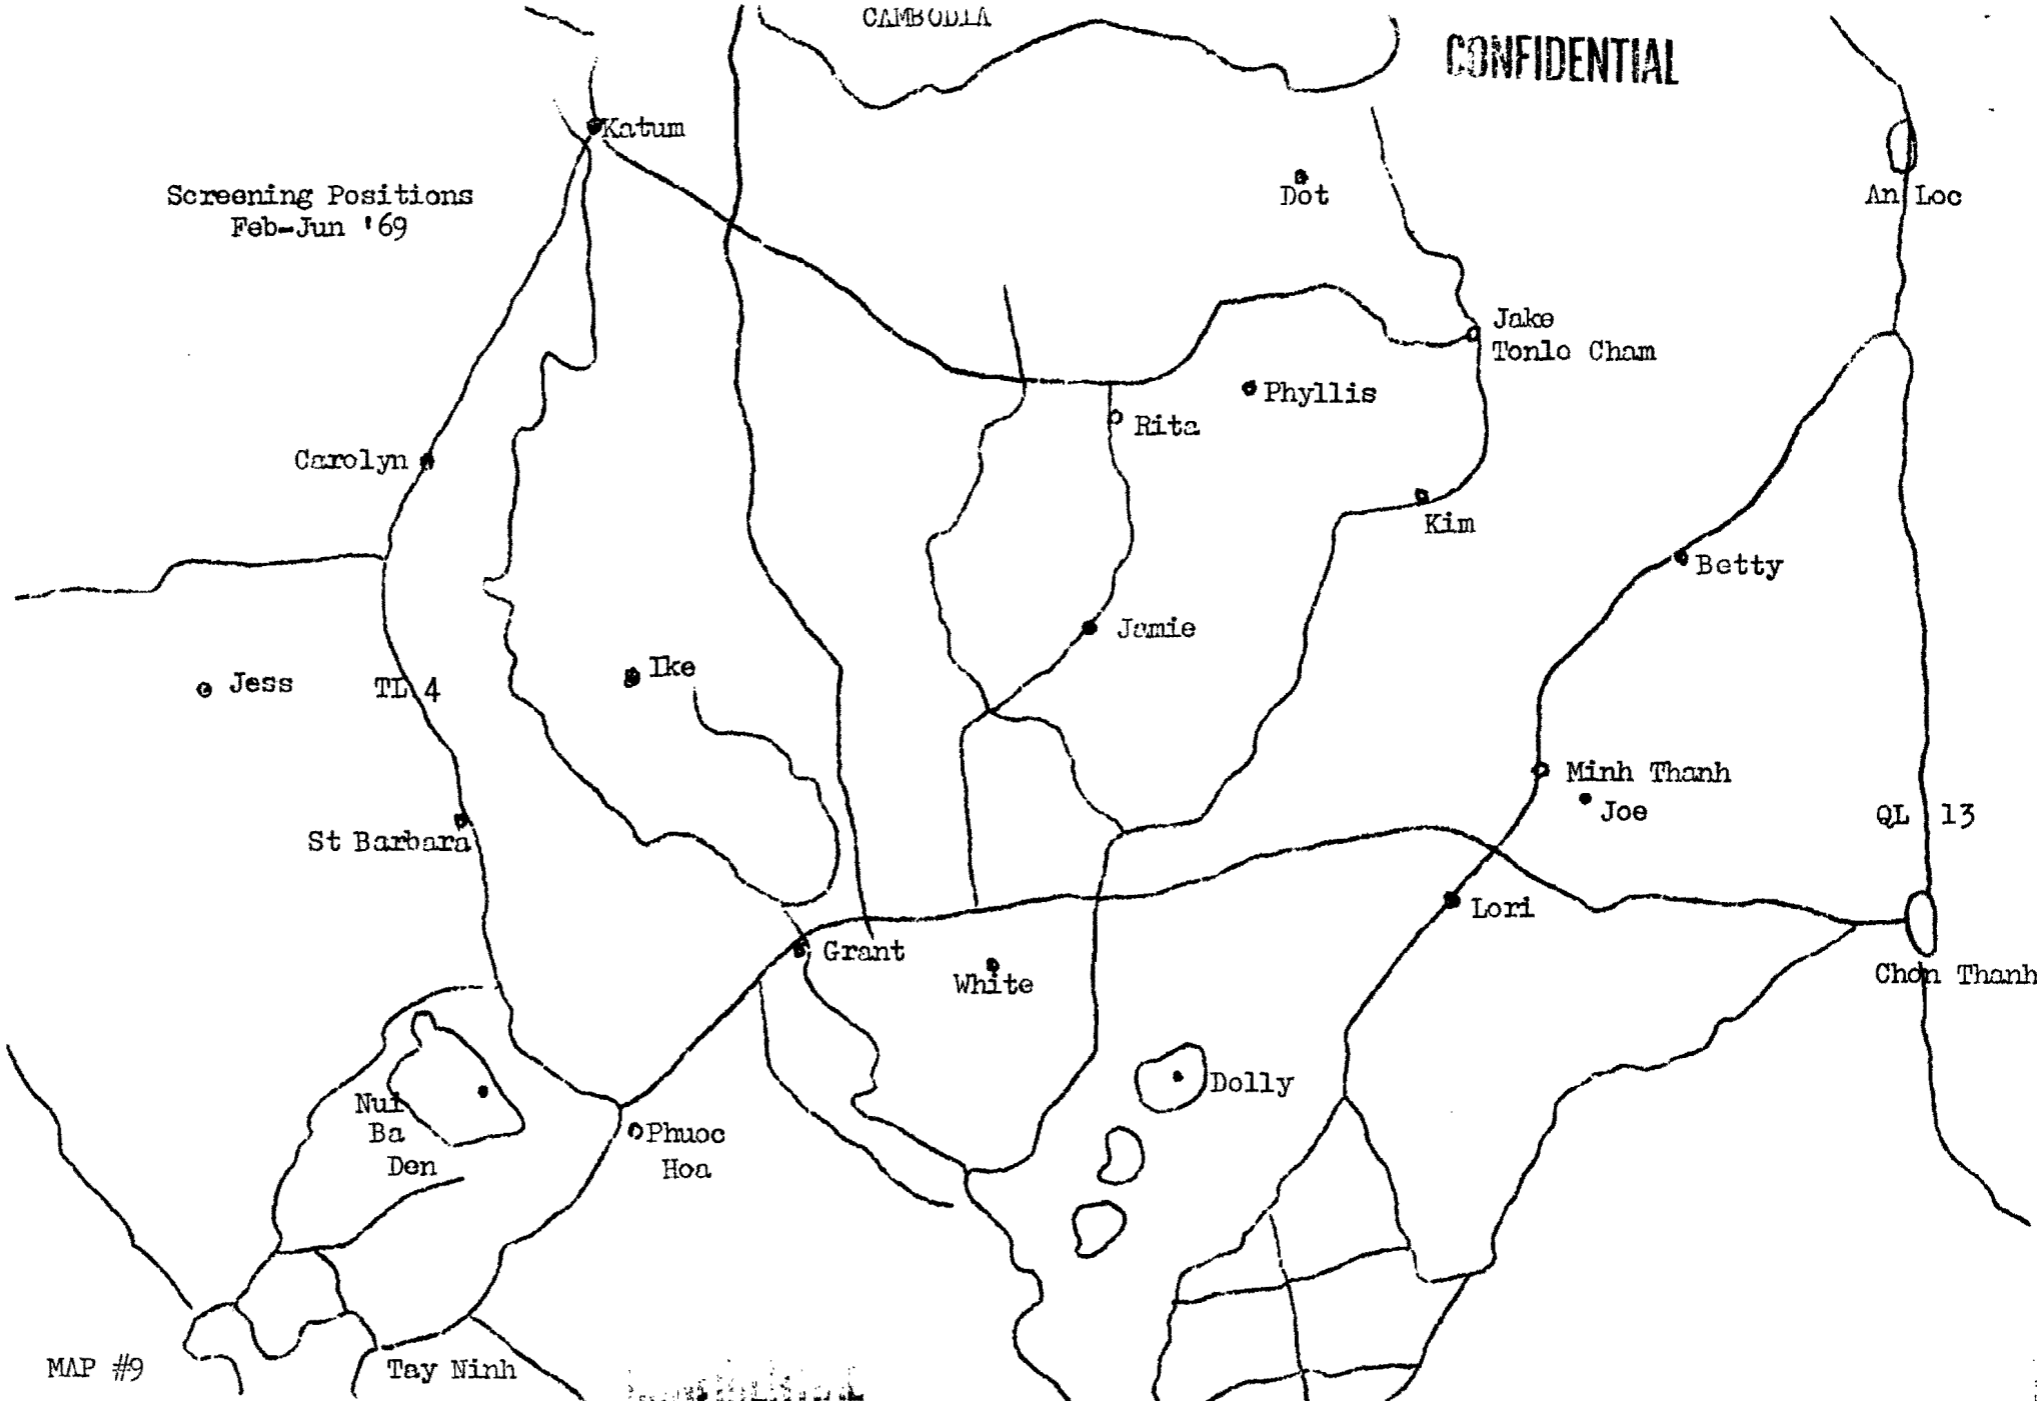 CAMBODIA
CONFIDENTIAL
Katum
Screening Positions
Feb-Jun '69
Dot
An Loc
Jake
Tonlo Cham
Phyllis
Rita
Carolyn
Kim
Betty
Jamie
Ike
Jess
TL 4
Minh Thanh
Joe
QL 13
St Barbara
Lori
Grant
White
Chon Thanh
Dolly
Nui
Ba
Den
Phuoc
Hoa
MAP #9
Tay Ninh